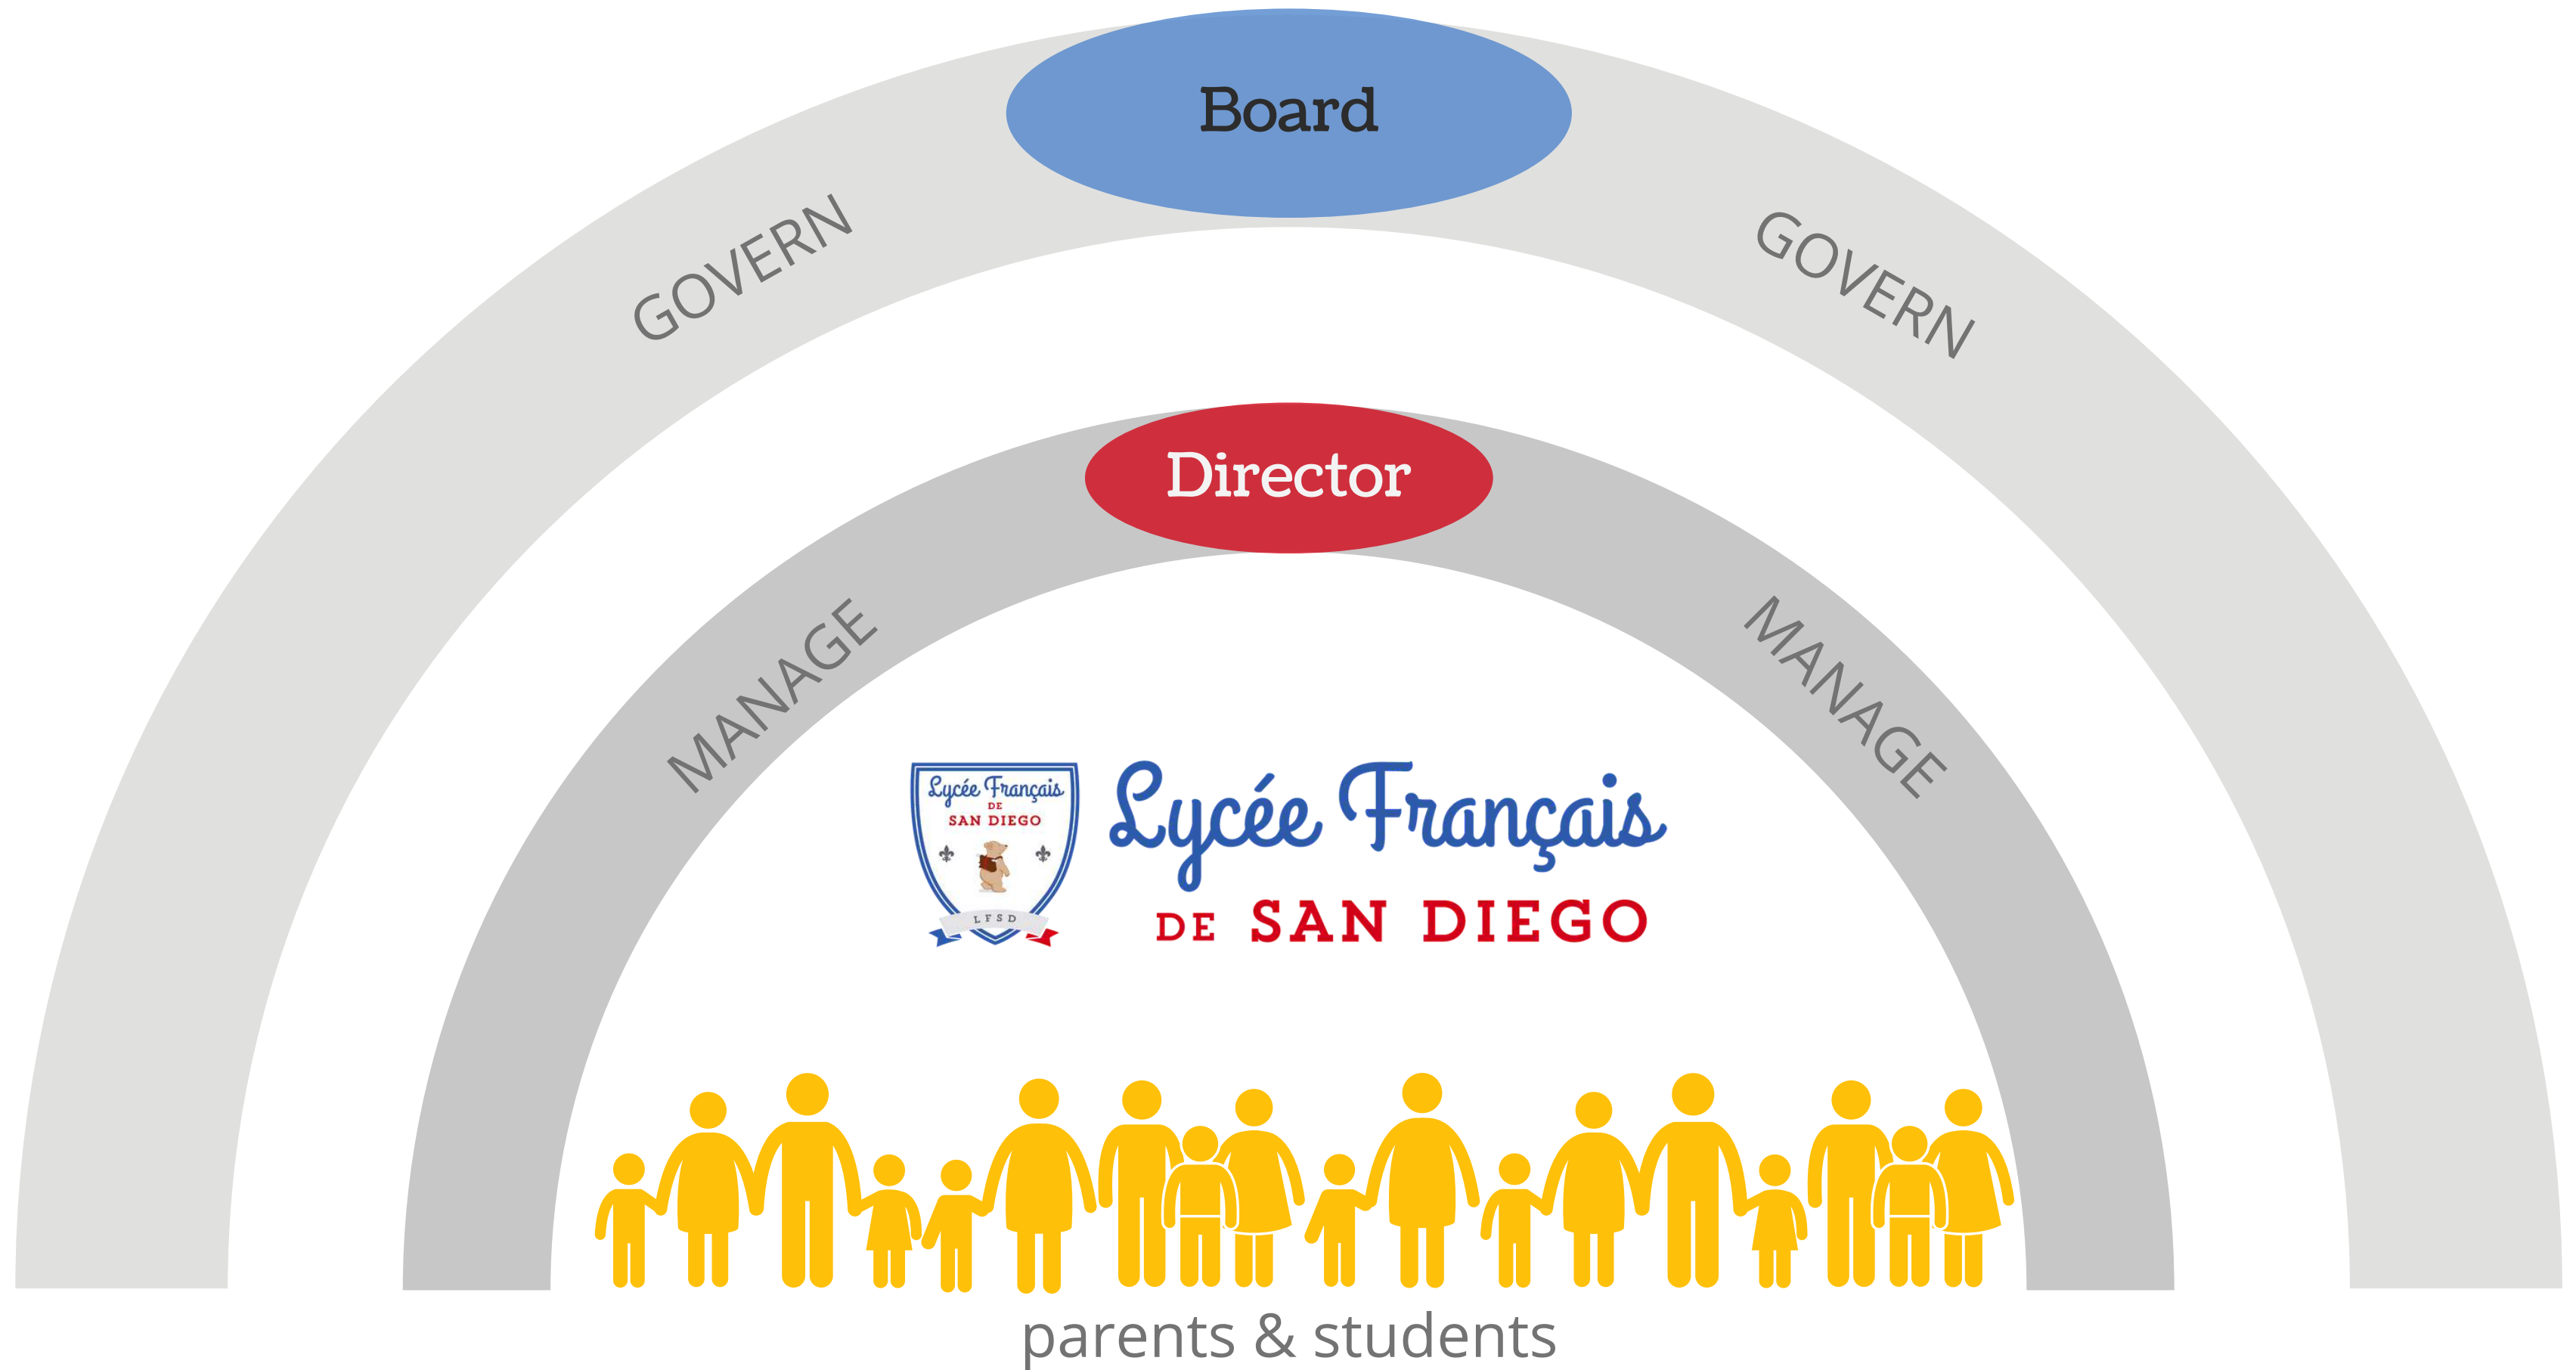 Board
GOVERN
GOVERN
Director
MANAGE
MANAGE
Lycée Français
DE
SAN DIEGO
LFSD
Lycée Français
DE SAN DIEGO
parents & students